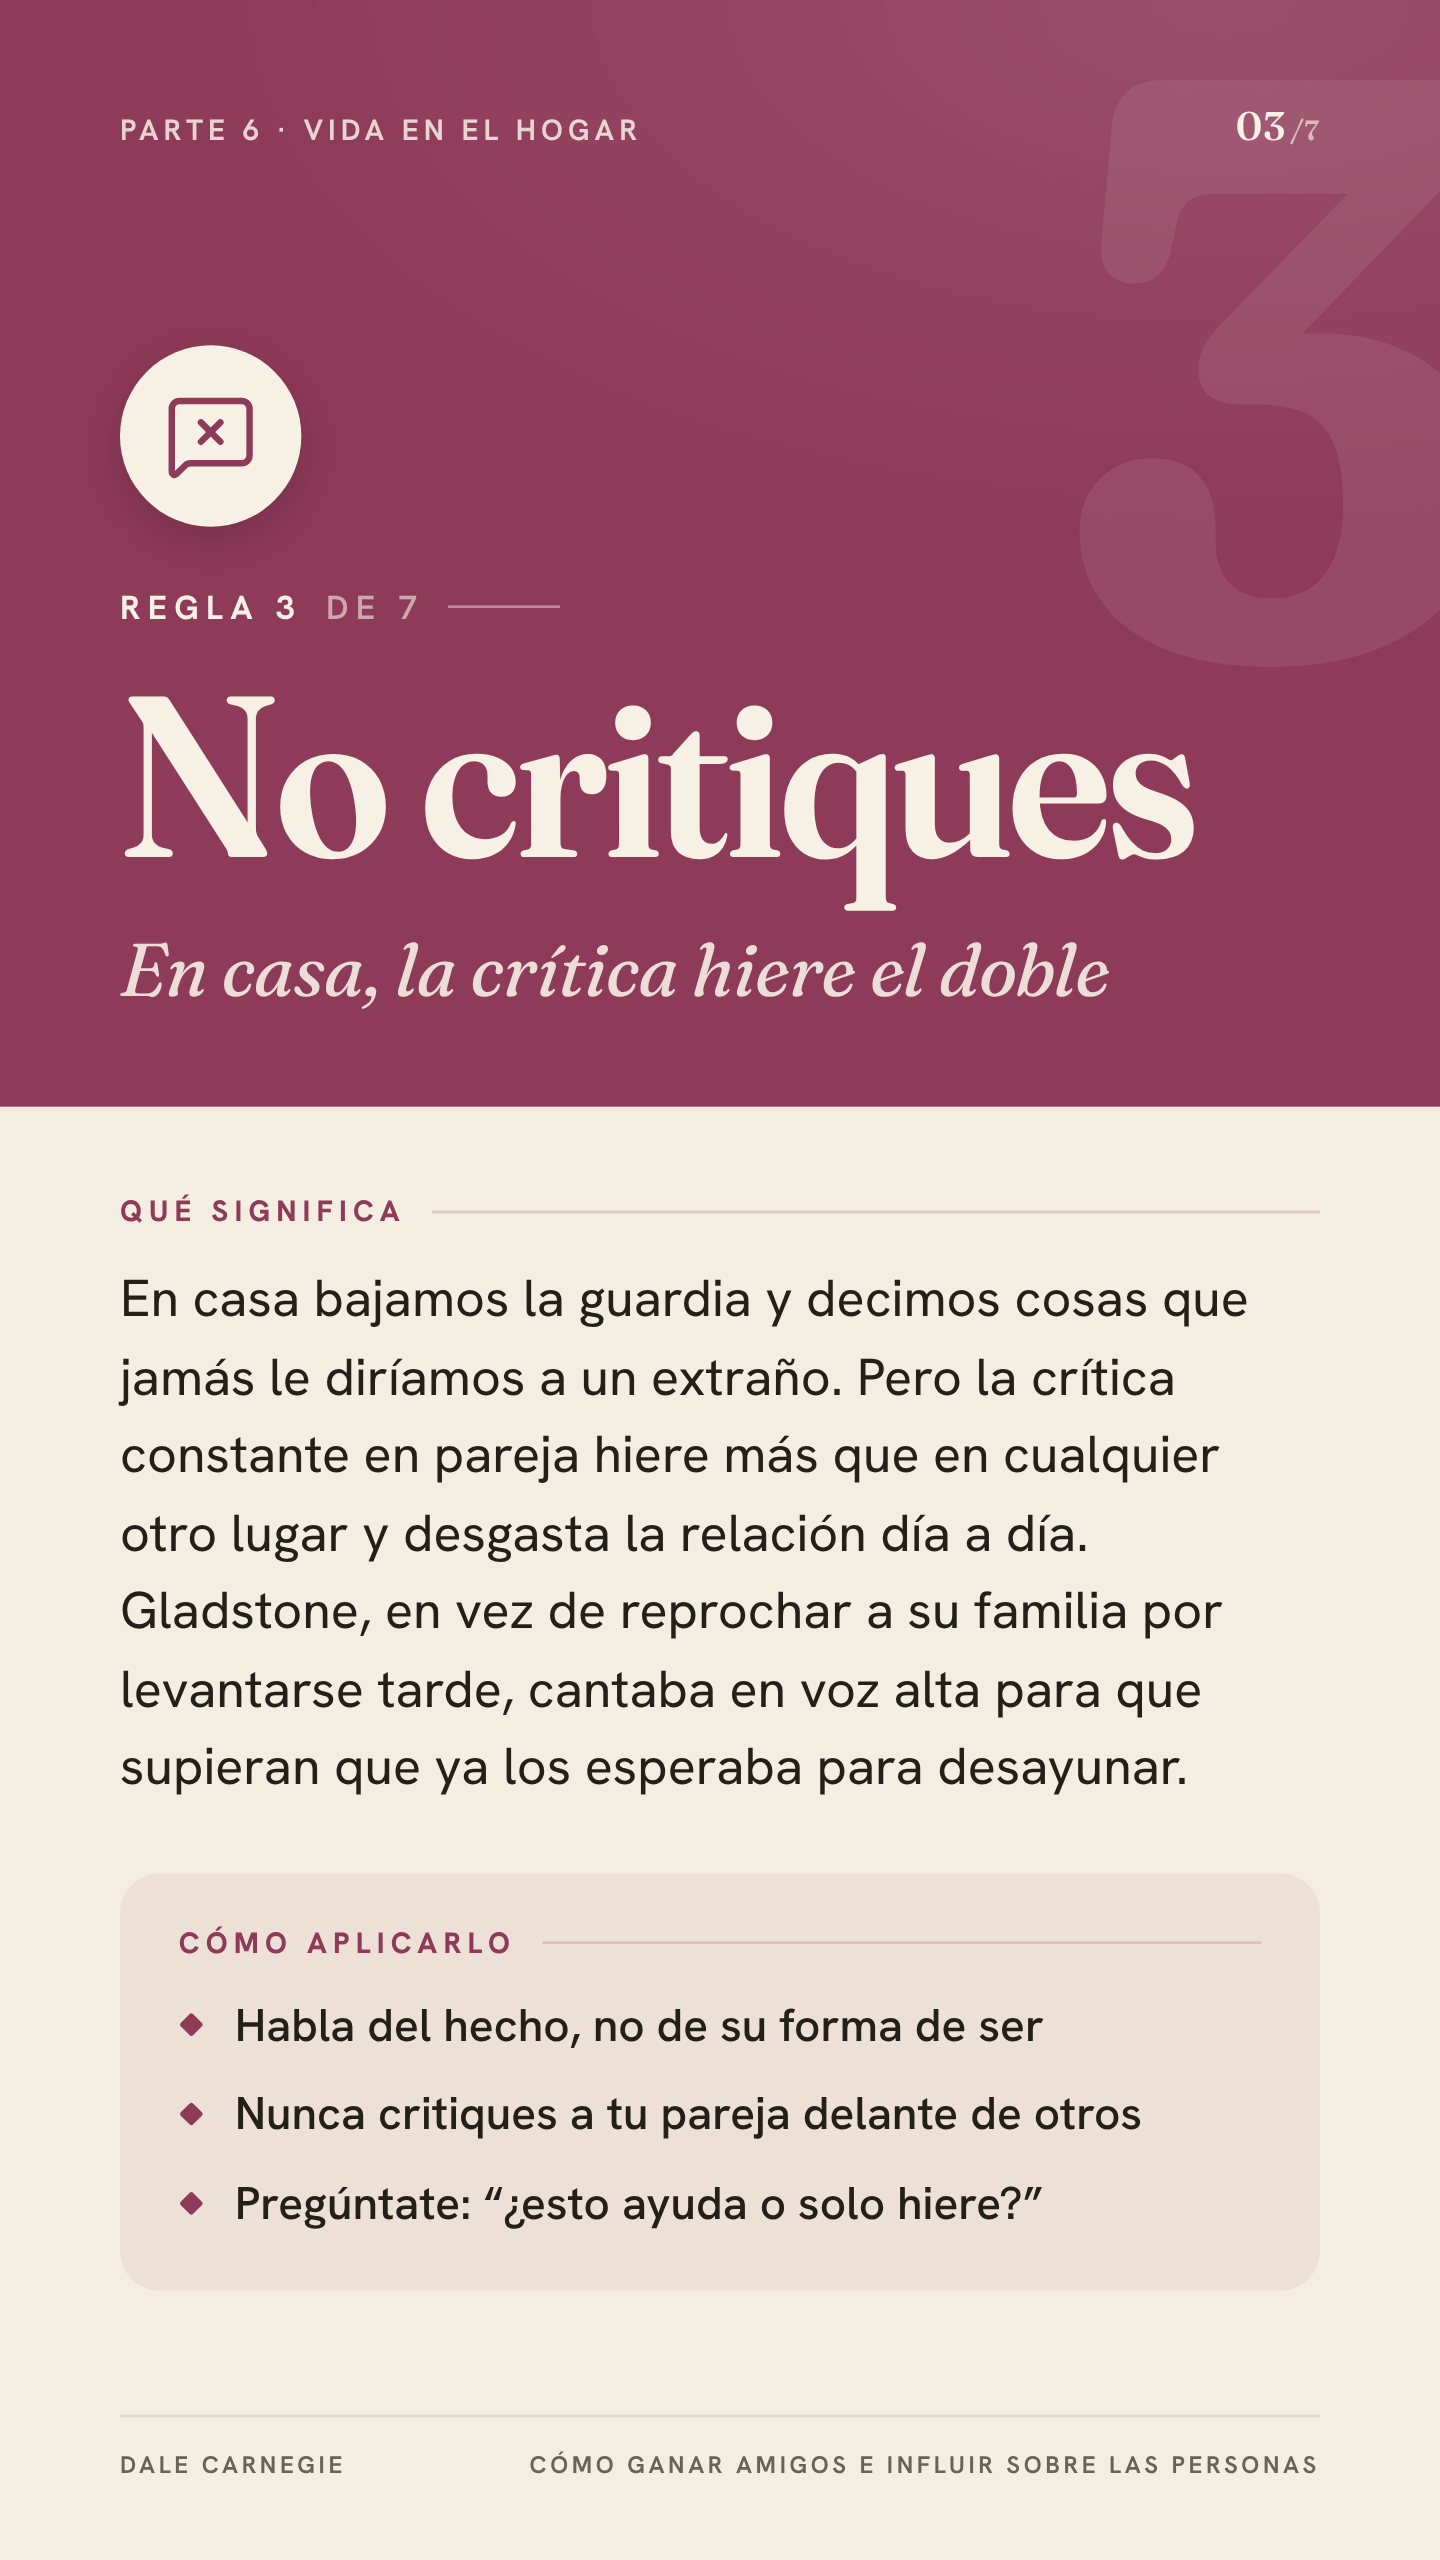 PARTE 6 · VIDA EN EL HOGAR
03/7
3
REGLA 3 DE 7
No critiques
En casa, la crítica hiere el doble
QUÉ SIGNIFICA
En casa bajamos la guardia y decimos cosas que
jamás le diríamos a un extraño. Pero la crítica
constante en pareja hiere más que en cualquier
otro lugar y desgasta la relación día a día.
Gladstone, en vez de reprochar a su familia por
levantarse tarde, cantaba en voz alta para que
supieran que ya los esperaba para desayunar.
CÓMO APLICARLO
Habla del hecho, no de su forma de ser
Nunca critiques a tu pareja delante de otros
Pregúntate: “¿esto ayuda o solo hiere?”
DALE CARNEGIE
CÓMO GANAR AMIGOS E INFLUIR SOBRE LAS PERSONAS